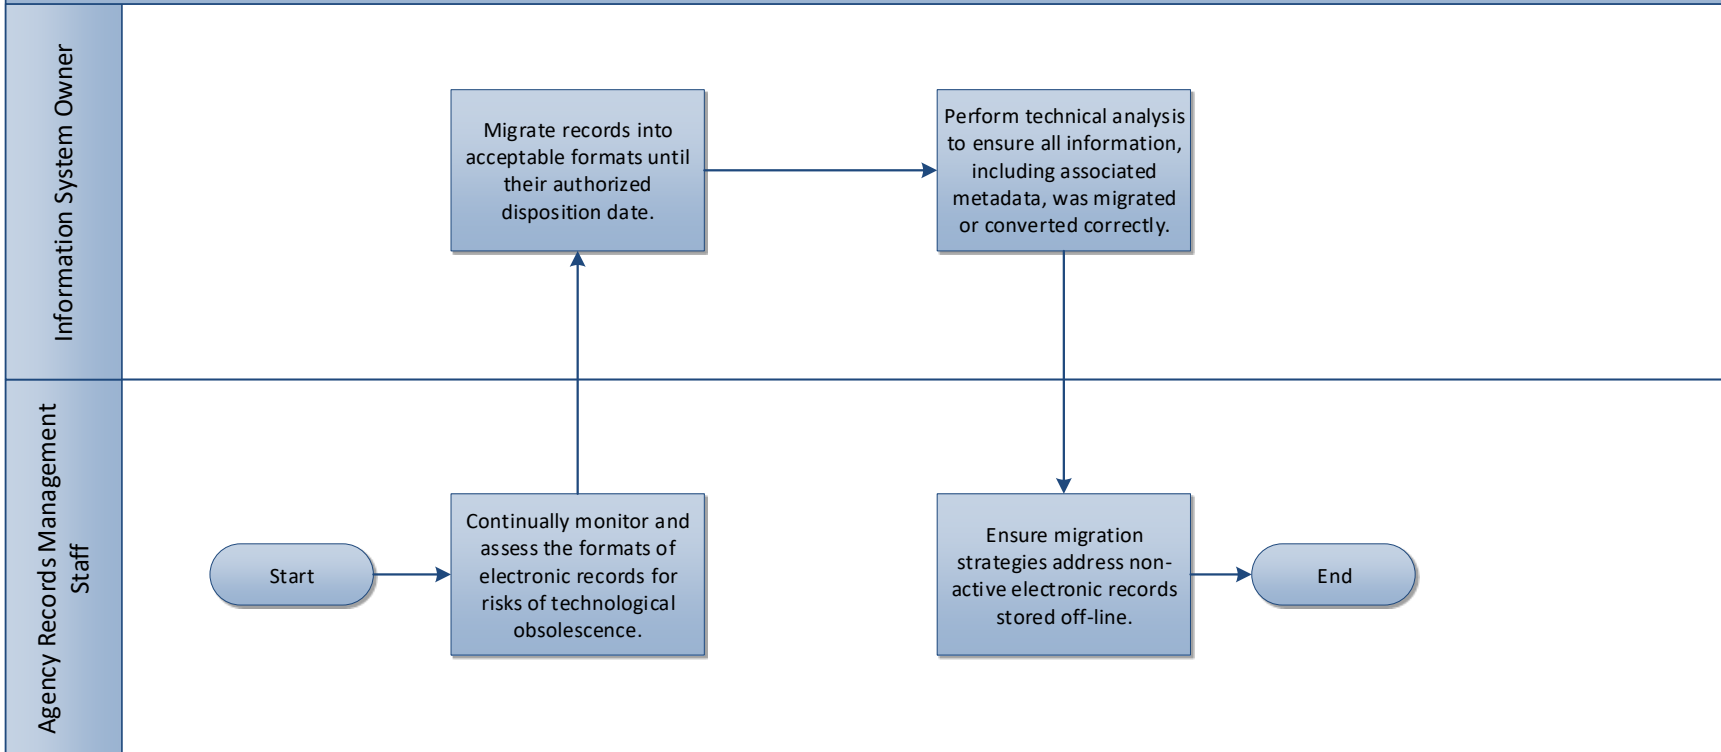 Information System Owner
Migrate records into
acceptable formats until
their authorized
disposition date.
Perform technical analysis
to ensure all information,
including associated
metadata, was migrated
or converted correctly.
Agency Records Management
Staff
Start
Continually monitor and
assess the formats of
electronic records for
risks of technological
obsolescence.
Ensure migration
strategies address non-
active electronic records
stored off-line.
End